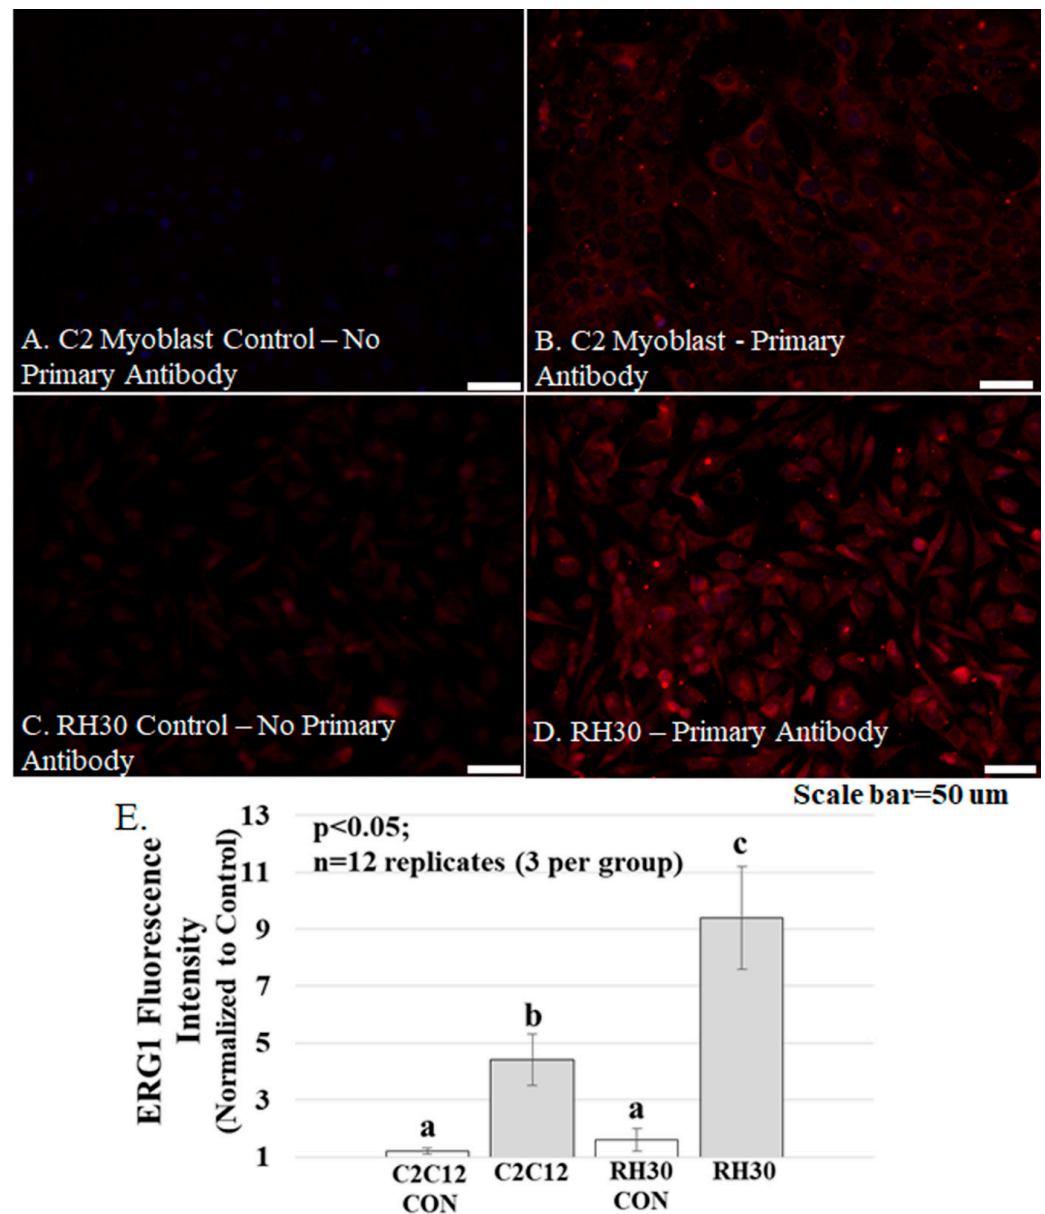 A. C2 Myoblast Control – No
Primary Antibody
B. C2 Myoblast - Primary
Antibody
C. RH30 Control – No Primary
Antibody
D. RH30 – Primary Antibody
Scale bar=50 um
E.
ERG1 Fluorescence
Intensity
(Normalized to Control)
13
11
9
7
5
3
1
p<0.05;
n=12 replicates (3 per group)
a
b
a
c
C2C12
CON
C2C12
RH30
CON
RH30